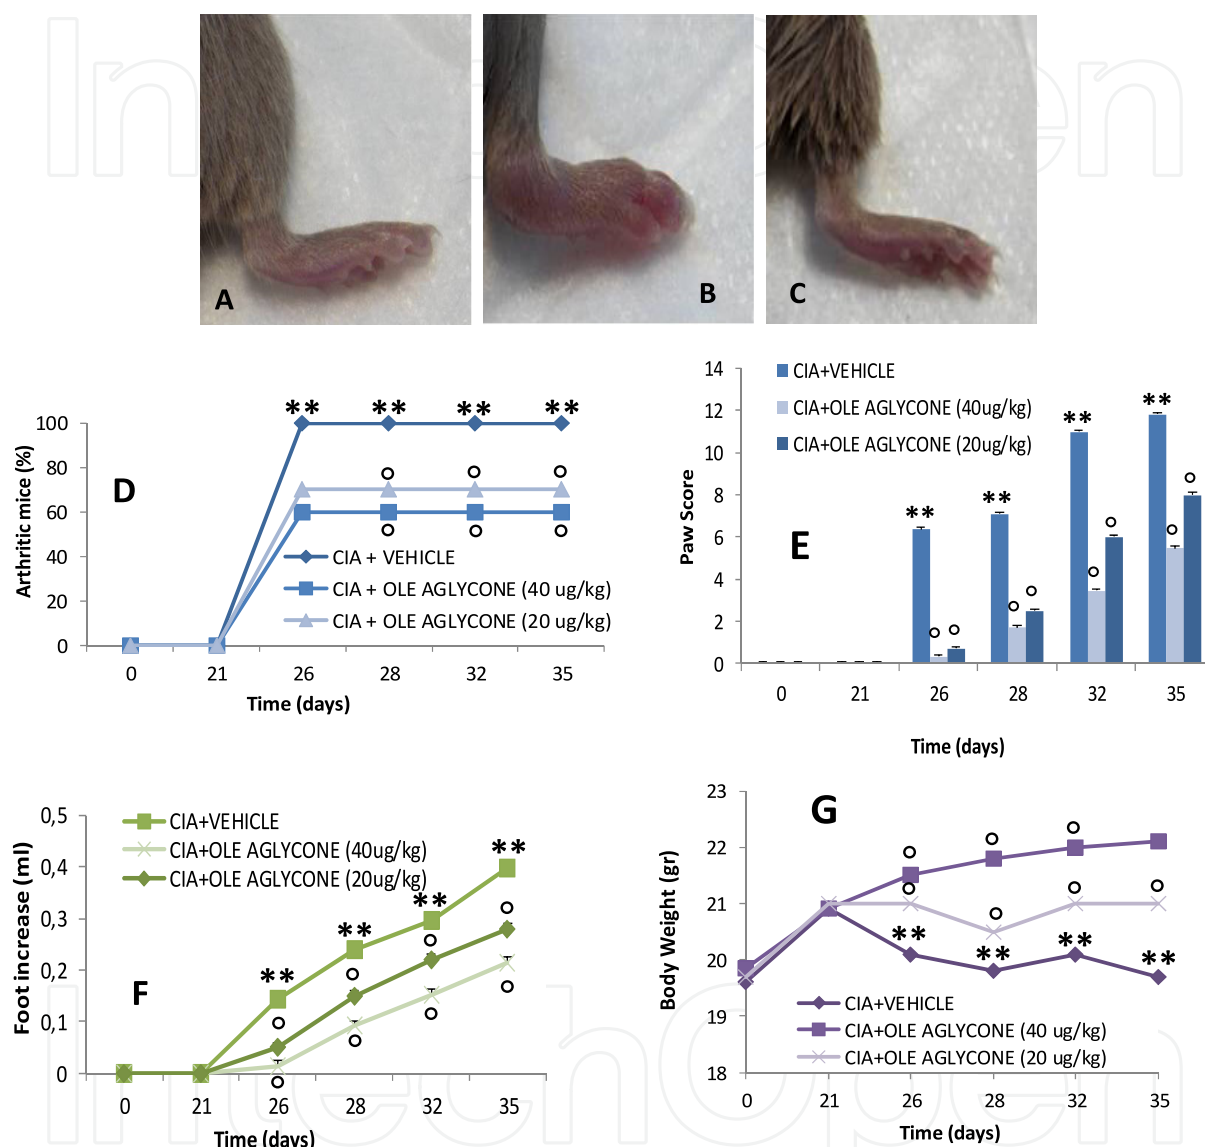 IntechOpen
A
B
C
D
Arthritic mice (%)
100
80
60
40
20
0
** ** ** **
CIA + VEHICLE
CIA + OLE AGLYCONE (40 ug/kg)
CIA + OLE AGLYCONE (20 ug/kg)
0 21 26 28 32 35
Time (days)
E
Paw Score
14
12
10
8
6
4
2
0
CIA+VEHICLE
CIA+OLE AGLYCONE (40ug/kg)
CIA+OLE AGLYCONE (20ug/kg)
** ** ** **
0 21 26 28 32 35
Time (days)
F
Foot increase (ml)
0,5
0,4
0,3
0,2
0,1
0
CIA+VEHICLE
CIA+OLE AGLYCONE (40ug/kg)
CIA+OLE AGLYCONE (20ug/kg)
** ** ** **
0 21 26 28 32 35
Time (days)
G
Body Weight (gr)
23
22
21
20
19
18
** ** ** **
CIA+VEHICLE
CIA+OLE AGLYCONE (40 ug/kg)
CIA+OLE AGLYCONE (20 ug/kg)
0 21 26 28 32 35
Time (days)
IntechOpen